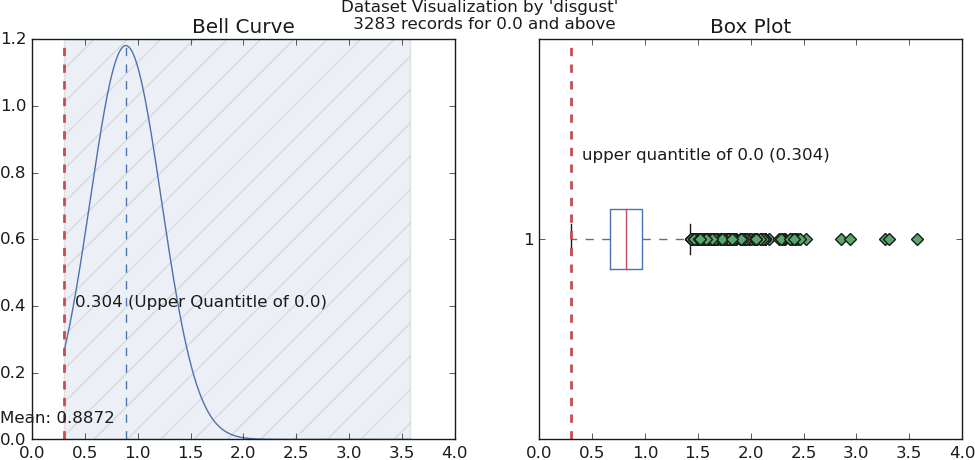 Dataset Visualization by 'disgust'
3283 records for 0.0 and above
Bell Curve
1.2
1.0
0.8
0.6
0.4
0.2
0.0
0.304 (Upper Quantitle of 0.0)
Mean: 0.8872
0.0 0.5 1.0 1.5 2.0 2.5 3.0 3.5 4.0
Box Plot
upper quantitle of 0.0 (0.304)
1
0.0 0.5 1.0 1.5 2.0 2.5 3.0 3.5 4.0